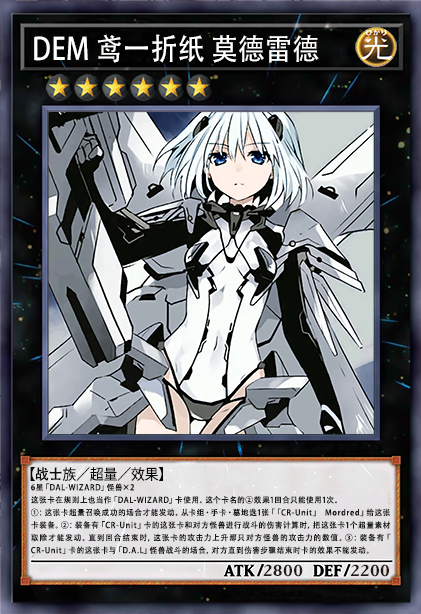 DEM 鸢一折纸 莫德雷德
ひかり
光
【战士族／超量／效果】
6星「DAL-WIZARD」怪兽×2
这张卡在规则上也当作「DAL-WIZARD」卡使用。这个卡名的②效果1回合只能使用1次。
①：这张卡超量召唤成功的场合才能发动。从卡组·手卡·墓地选1张「「CR-Unit」 Mordred」给这张
卡装备。②：装备有「CR-Unit」卡的这张卡和对方怪兽进行战斗的伤害计算时，把这张卡1个超量素材
取除才能发动。直到回合结束时，这张卡的攻击力上升那只对方怪兽的攻击力的数值。③：装备有「
CR-Unit」卡的这张卡与「D.A.L」怪兽战斗的场合，对方直到伤害步骤结束时卡的效果不能发动。
ATK/2800 DEF/2200